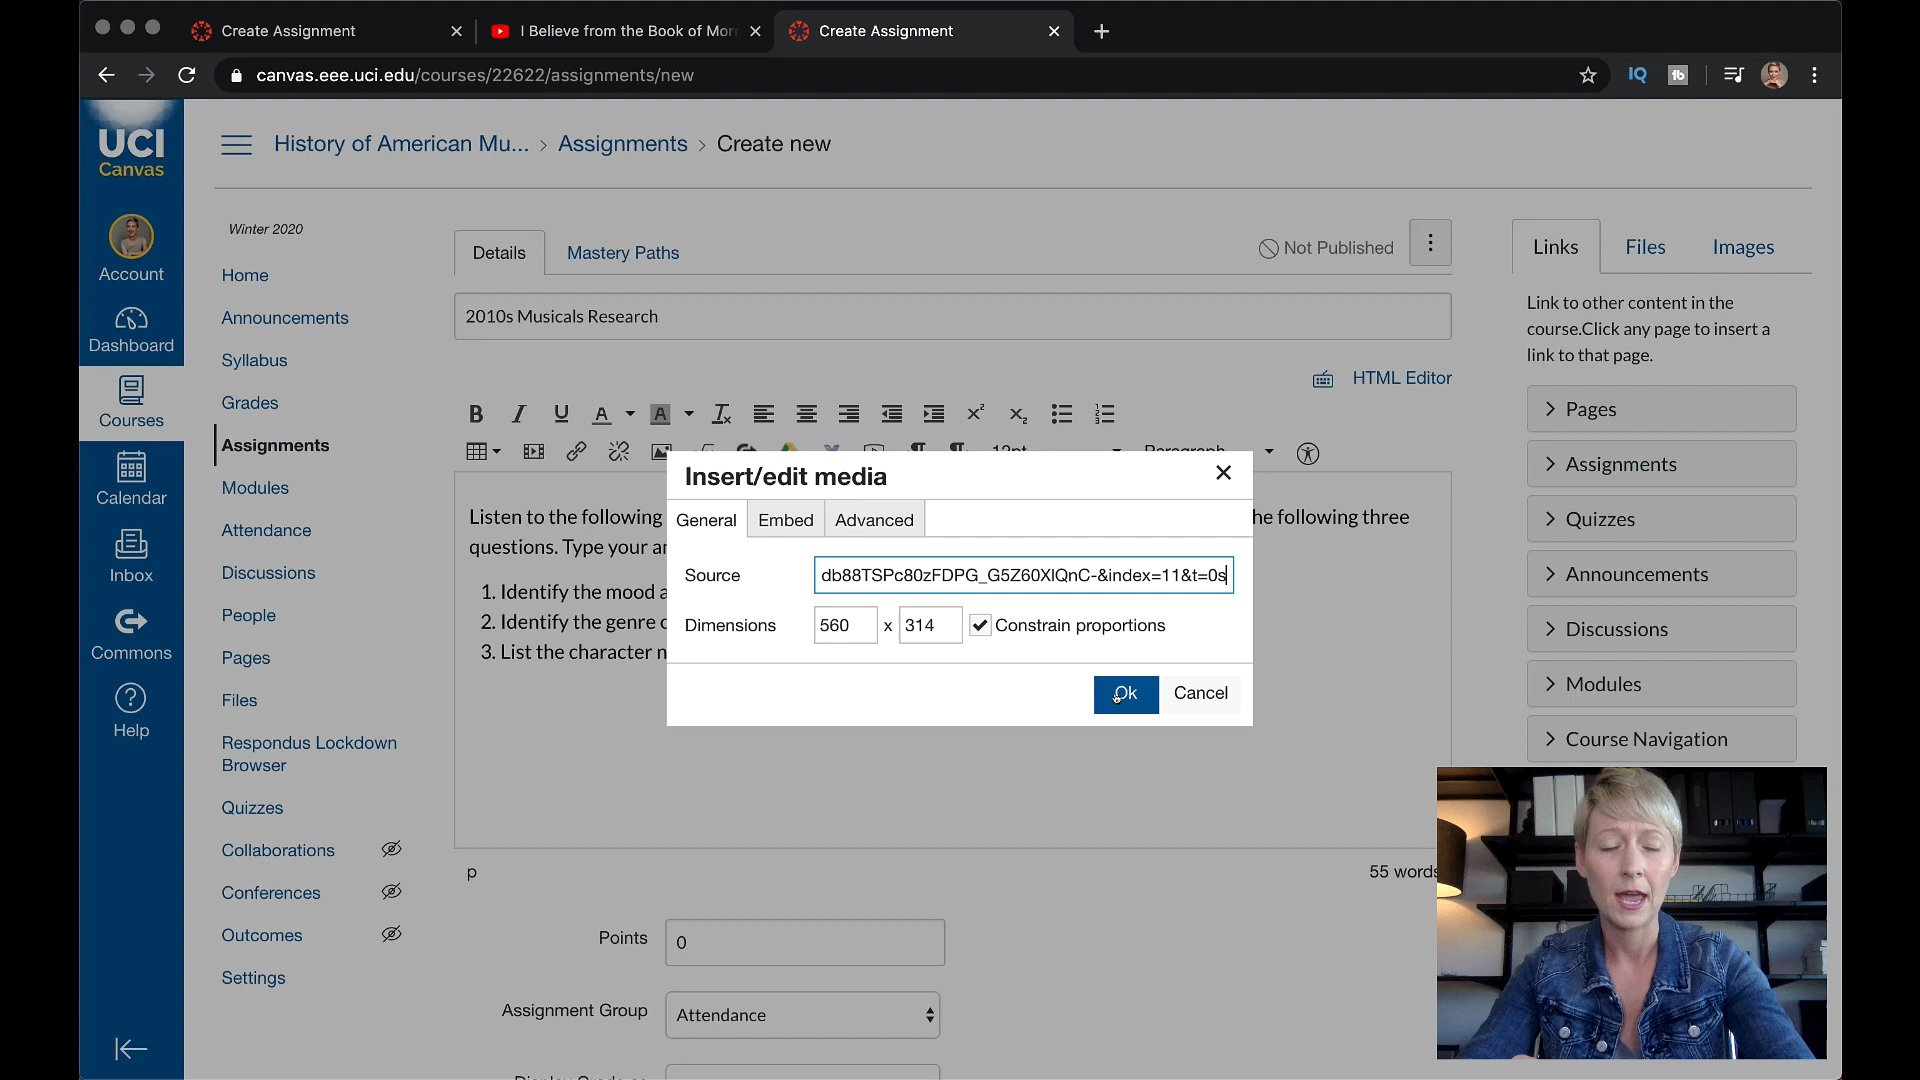 Create Assignment
I Believe from the Book of Mor
Create Assignment
canvas.eee.uci.edu/courses/22622/assignments/new
IQ
tb
UCI
Canvas
Account
Dashboard
Courses
Calendar
Inbox
Commons
Help
History of American Mu... > Assignments > Create new
Winter 2020
Home
Announcements
Syllabus
Grades
Assignments
Modules
Attendance
Discussions
People
Pages
Files
Respondus Lockdown
Browser
Quizzes
Collaborations
Conferences
Outcomes
Settings
Details
Mastery Paths
Not Published
2010s Musicals Research
HTML Editor
12pt
Paragraph
Listen to the following
he following three
questions. Type your
1. Identify the mood
2. Identify the genre
3. List the character
Insert/edit media
General
Embed
Advanced
Source
db88TSPc80zFDPG_G5Z60XlQnC-&index=11&t=0s
Dimensions
560 x 314
Constrain proportions
Ok
Cancel
p
55 words
Points
0
Assignment Group
Attendance
Links
Files
Images
Link to other content in the
course.Click any page to insert a
link to that page.
Pages
Assignments
Quizzes
Announcements
Discussions
Modules
Course Navigation